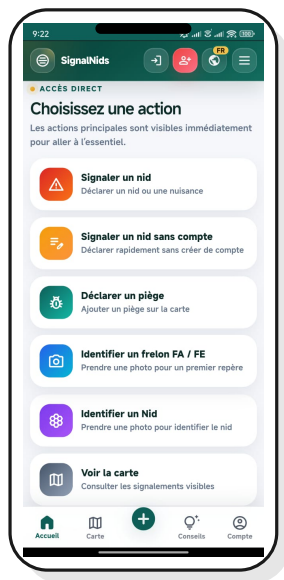 9:22
100
SignalNids
FR
ACCÈS DIRECT
Choisissez une action
Les actions principales sont visibles immédiatement
pour aller à l'essentiel.
Signaler un nid
Déclarer un nid ou une nuisance
Signaler un nid sans compte
Déclarer rapidement sans créer de compte
Déclarer un piège
Ajouter un piège sur la carte
Identifier un frelon FA / FE
Prendre une photo pour un premier repère
Identifier un Nid
Prendre une photo pour identifier le nid
Voir la carte
Consulter les signalements visibles
Accueil
Carte
Conseils
Compte